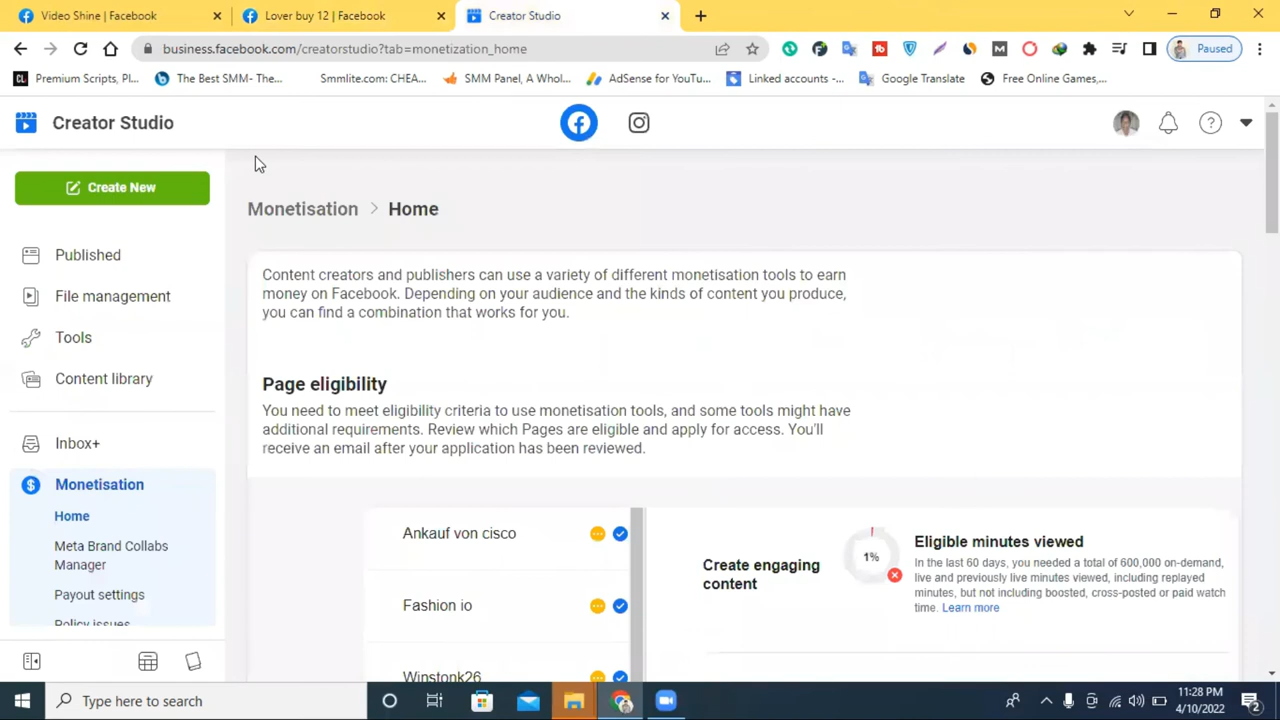 Video Shine | Facebook
Lover buy 12 | Facebook
Creator Studio
business.facebook.com/creatorstudio?tab=monetization_home
Paused
CL
Premium Scripts, Pl...
The Best SMM- The...
Smmlite.com: CHEA...
SMM Panel, A Whol...
AdSense for YouTu...
Linked accounts -...
Google Translate
Free Online Games,...
Creator Studio
Create New
Published
File management
Tools
Content library
Inbox+
Monetisation
Home
Meta Brand Collabs
Manager
Payout settings
Policy issues
Monetisation > Home
Content creators and publishers can use a variety of different monetisation tools to earn
money on Facebook. Depending on your audience and the kinds of content you produce,
you can find a combination that works for you.
Page eligibility
You need to meet eligibility criteria to use monetisation tools, and some tools might have
additional requirements. Review which Pages are eligible and apply for access. You'll
receive an email after your application has been reviewed.
Ankauf von cisco
Fashion io
Winstonk26
Create engaging
content
1%
Eligible minutes viewed
In the last 60 days, you needed a total of 600,000 on-demand,
live and previously live minutes viewed, including replayed
minutes, but not including boosted, cross-posted or paid watch
time. Learn more
Type here to search
11:28 PM
4/10/2022
2